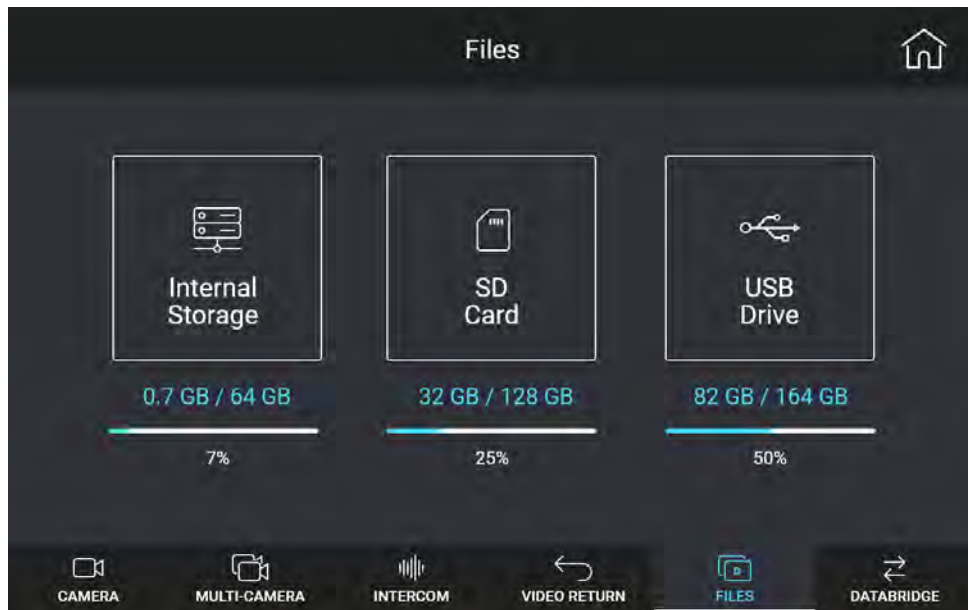 Files
Internal
Storage
SD
Card
USB
Drive
0.7 GB / 64 GB
32 GB / 128 GB
82 GB / 164 GB
7%
25%
50%
CAMERA
MULTI-CAMERA
INTERCOM
VIDEO RETURN
D
FILES
DATABRIDGE